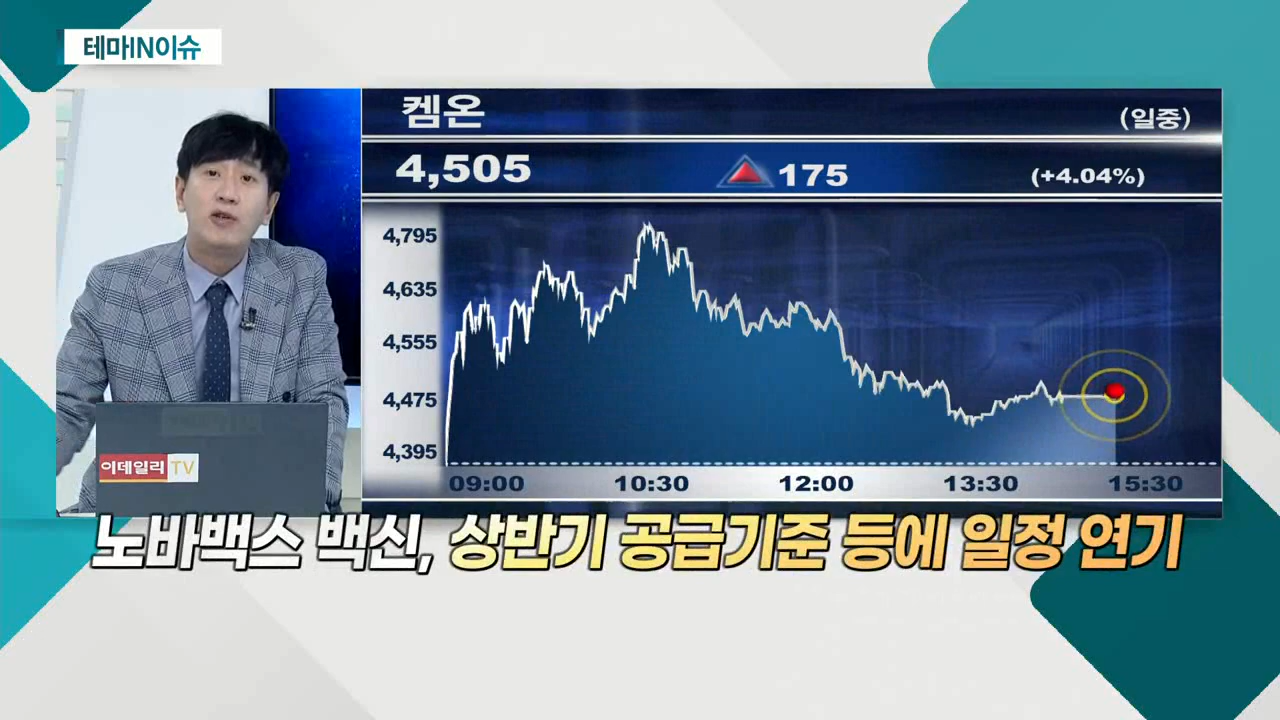 테마IN이슈
켐온
(일중)
4,505 ▲ 175 (+4.04%)
4,795
4,635
4,555
4,475
4,395
09:00 10:30 12:00 13:30 15:30
이데일리 TV
노바백스 백신, 상반기 공급기준 등에 일정 연기